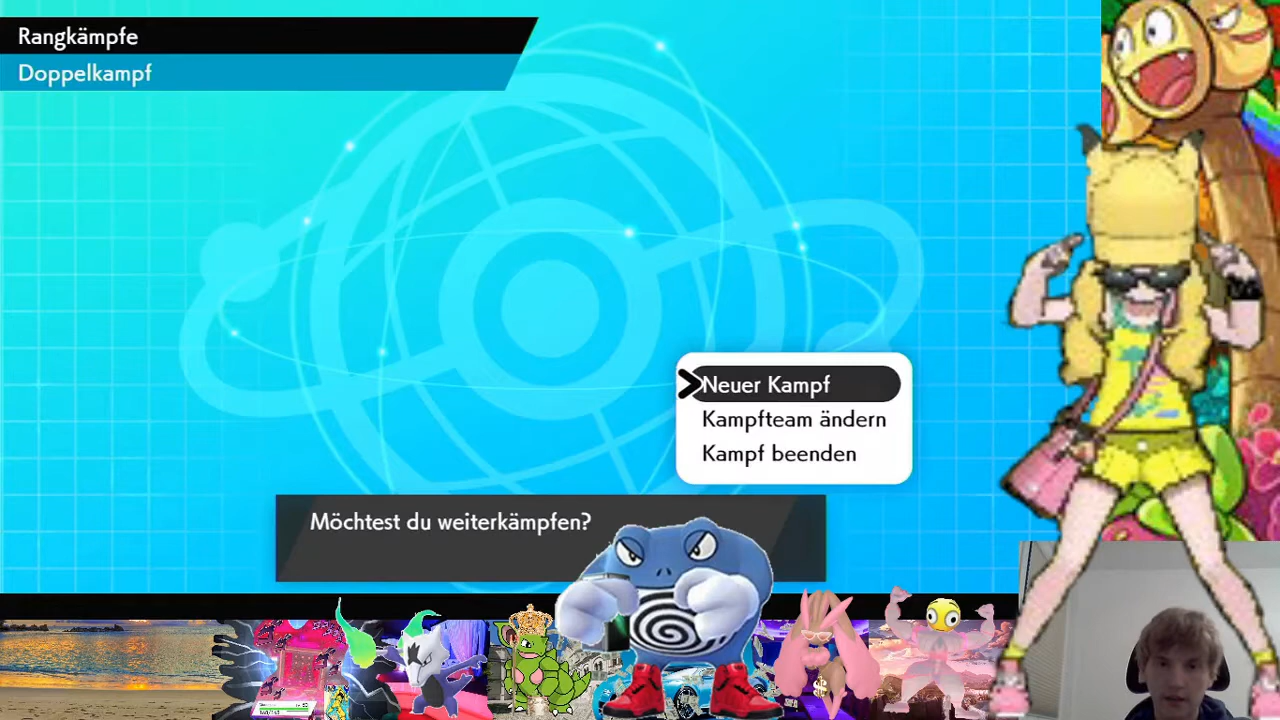 Rangkämpfe
Doppelkampf
Neuer Kampf
Kampfteam ändern
Kampf beenden
Möchtest du weiterkämpfen?